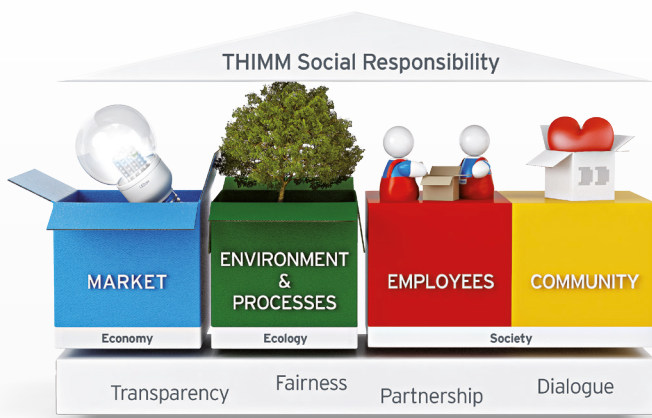 THIMM Social Responsibility
MARKET
ENVIRONMENT
&
PROCESSES
EMPLOYEES
COMMUNITY
Economy
Ecology
Society
Transparency
Fairness
Partnership
Dialogue